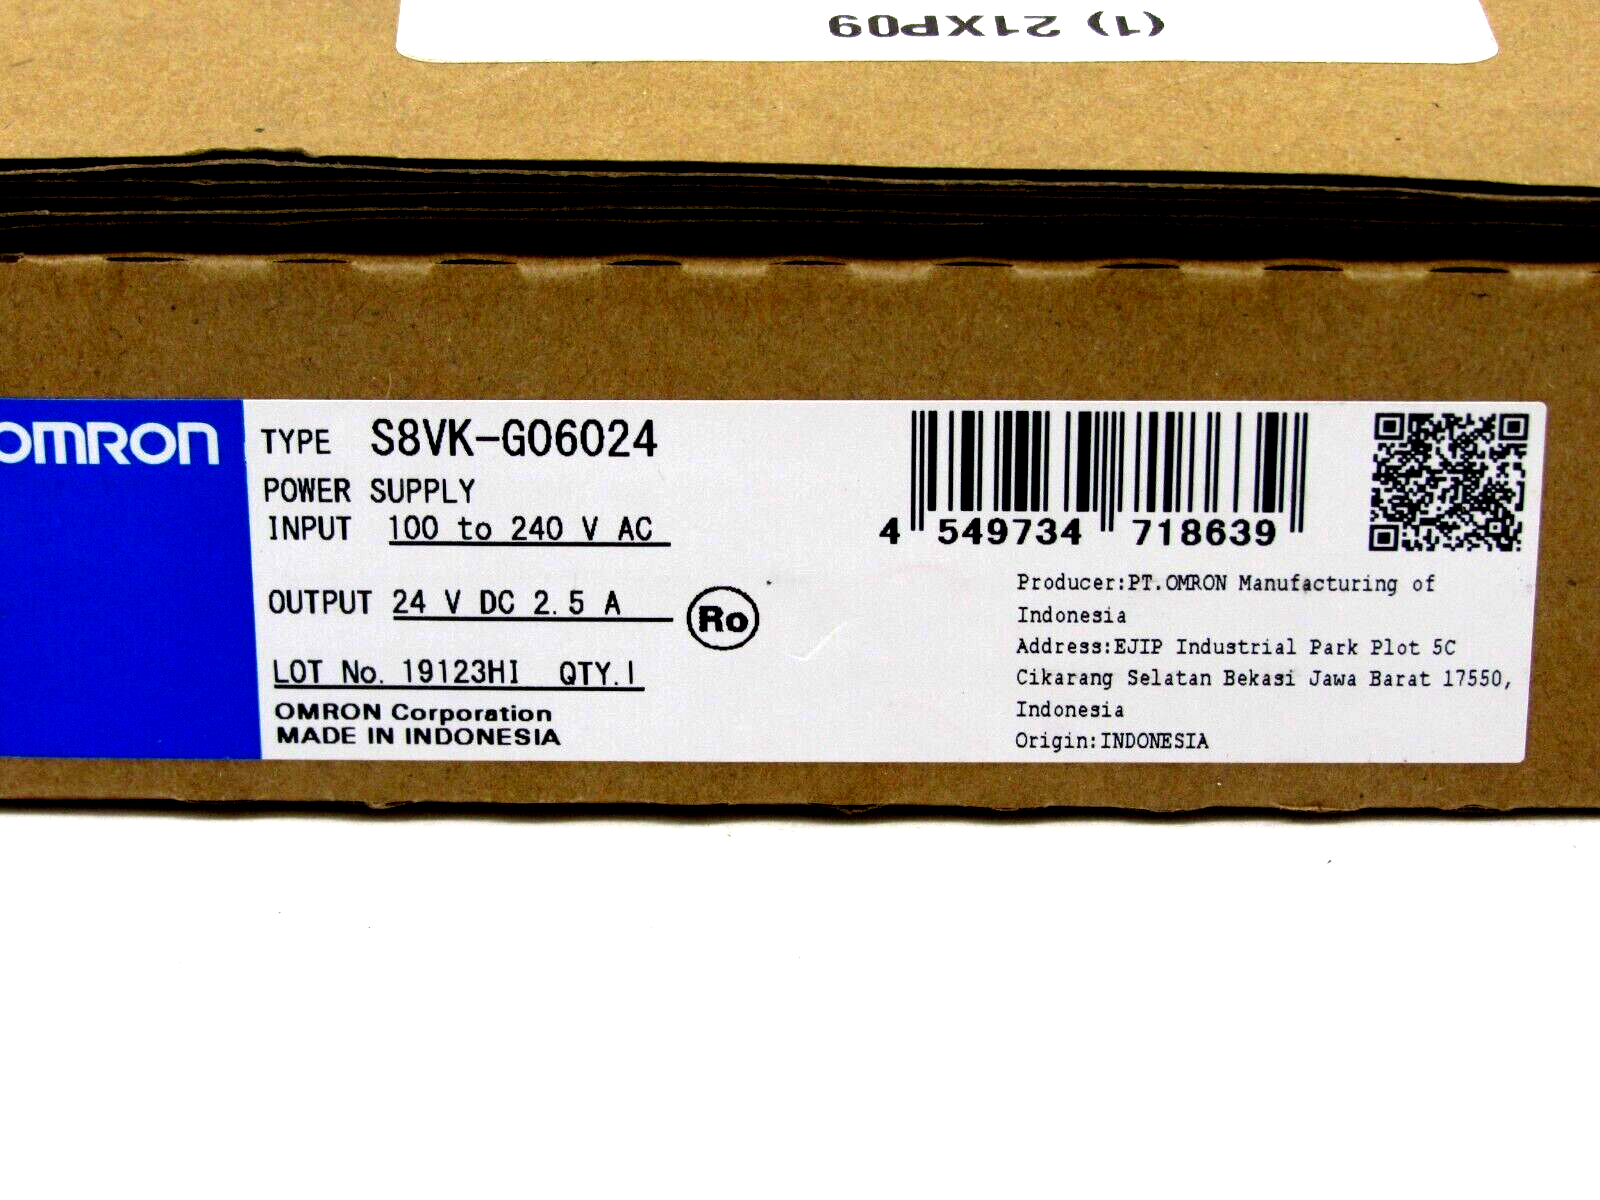 (1) 21XP09
OMRON
TYPE S8VK-G06024
POWER SUPPLY
INPUT 100 to 240 V AC
OUTPUT 24 V DC 2.5 A
Ro
LOT No. 19123HI QTY.1
OMRON Corporation
MADE IN INDONESIA
4 549734 718639
Producer:PT.OMRON Manufacturing of
Indonesia
Address:EJIP Industrial Park Plot 5C
Cikarang Selatan Bekasi Jawa Barat 17550,
Indonesia
Origin:INDONESIA